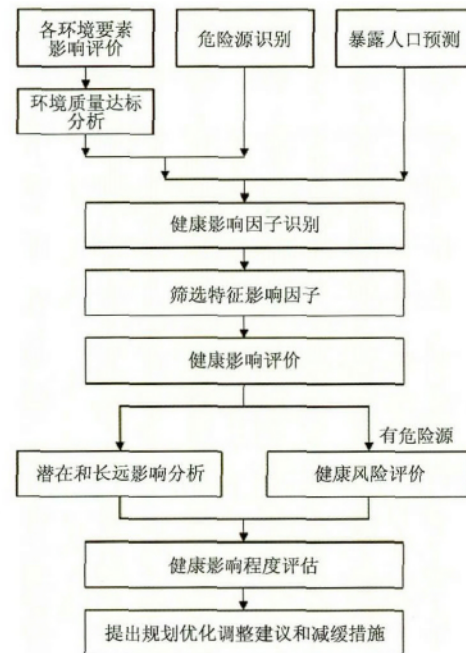 各环境要素
影响评价
危险源识别
暴露人口预测
环境质量达标
分析
健康影响因子识别
筛选特征影响因子
健康影响评价
有危险源
潜在和长远影响分析
健康风险评价
健康影响程度评估
提出规划优化调整建议和减缓措施